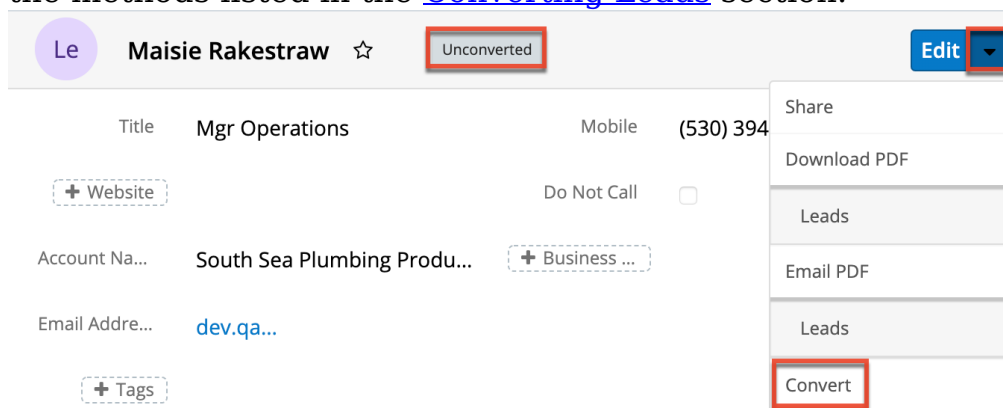 the methods listed in the Converting Leads section.
Le Maisie Rakestraw Unconverted Edit
Title Mgr Operations Mobile (530) 394
Share
Download PDF
+ Website Do Not Call
Leads
Account Na... South Sea Plumbing Produ... + Business ...
Email PDF
Email Addre... dev.qa...
Leads
+ Tags
Convert